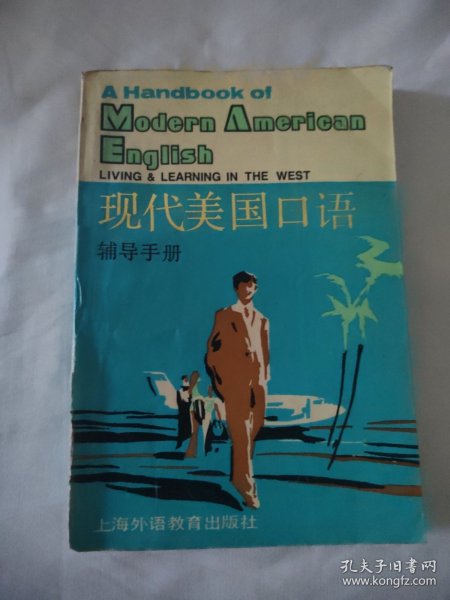 A Handbook of
Modern American
English
LIVING & LEARNING IN THE WEST
现代美国口语
辅导手册
上海外语教育出版社
孔夫子旧书网
www.kongfz.com